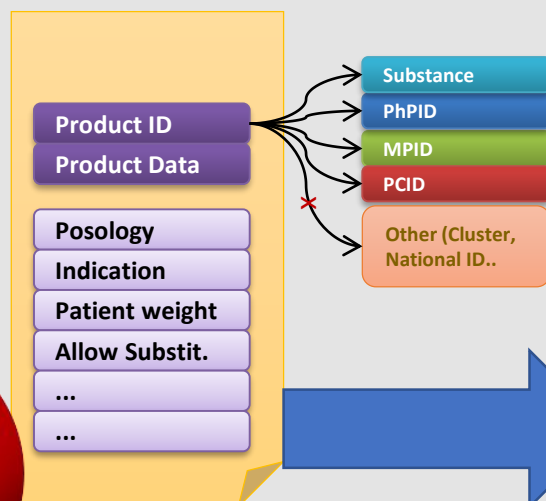 Product ID
Product Data
Posology
Indication
Patient weight
Allow Substit.
...
...
Substance
PhPID
MPID
PCID
Other (Cluster,
National ID..